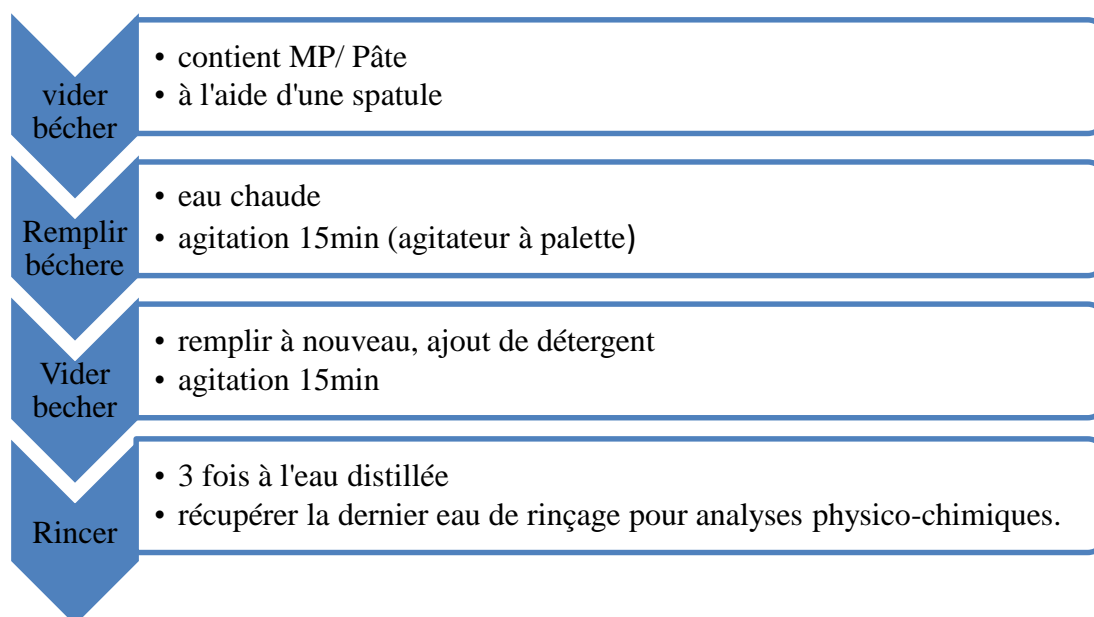 vider
bécher
• contient MP/ Pâte
• à l'aide d'une spatule
Remplir
béchere
• eau chaude
• agitation 15min (agitateur à palette)
Vider
becher
• remplir à nouveau, ajout de détergent
• agitation 15min
Rincer
• 3 fois à l'eau distillée
• récupérer la dernier eau de rinçage pour analyses physico-chimiques.